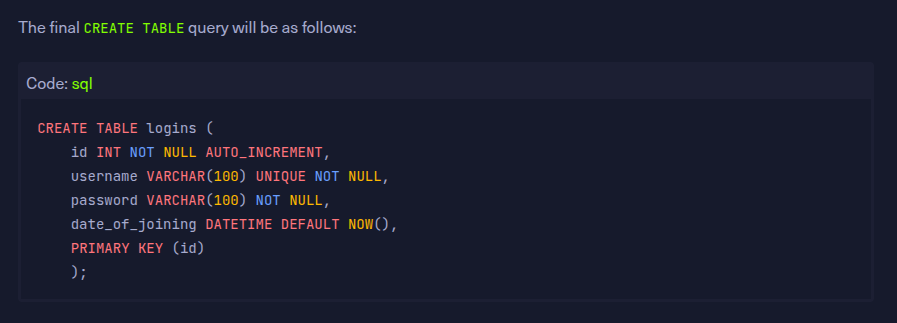 The final CREATE TABLE query will be as follows:
Code: sql
CREATE TABLE logins (
    id INT NOT NULL AUTO_INCREMENT,
    username VARCHAR(100) UNIQUE NOT NULL,
    password VARCHAR(100) NOT NULL,
    date_of_joining DATETIME DEFAULT NOW(),
    PRIMARY KEY (id)
    );